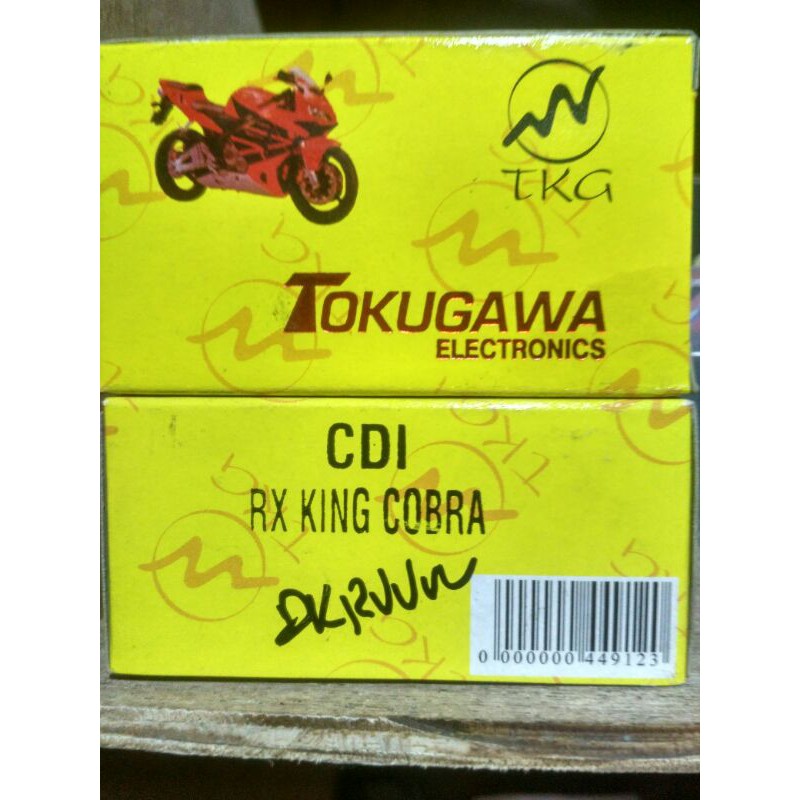 TKG
TOKUGAWA
ELECTRONICS
CDI
RX KING COBRA
0 000000 449123